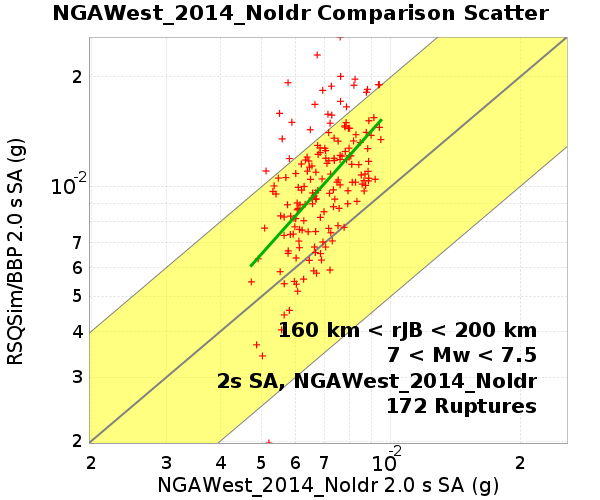 NGAWest_2014_NoIdr Comparison Scatter
RSQSim/BBP 2.0 s SA (g)
2
10-2
7
6
5
4
3
2
160 km < rJB < 200 km
7 < Mw < 7.5
2s SA, NGAWest_2014_NoIdr
172 Ruptures
2 3 4 5 6 7 10-2 2
NGAWest_2014_NoIdr 2.0 s SA (g)